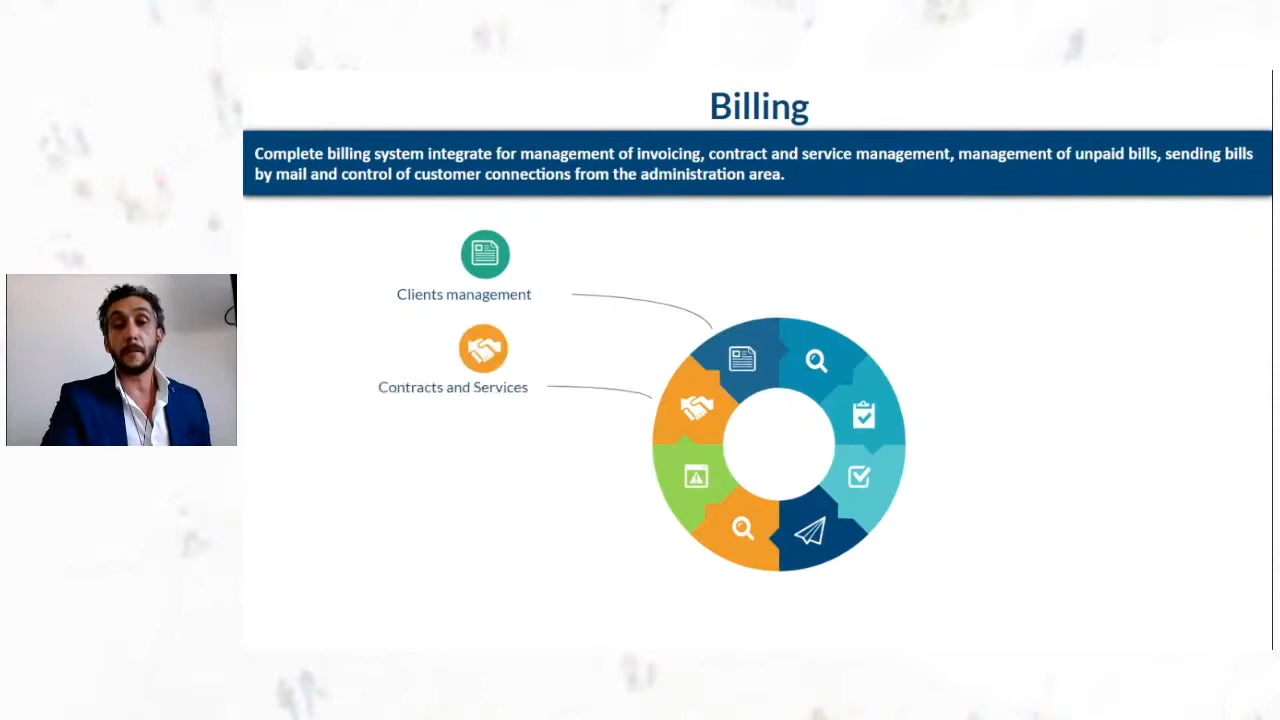 Billing
Complete billing system integrate for management of invoicing, contract and service management, management of unpaid bills, sending bills
by mail and control of customer connections from the administration area.
Clients management
Contracts and Services